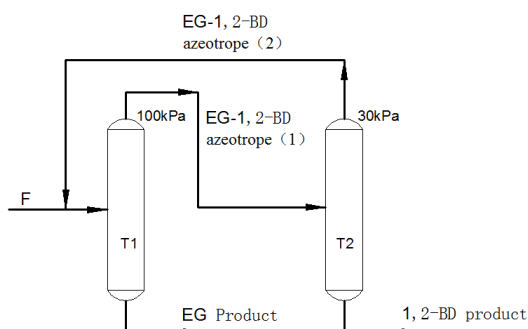 EG-1, 2-BD
azeotrope（2）
100kPa
30kPa
EG-1, 2-BD
azeotrope（1）
F
T1
T2
EG Product
1, 2-BD product